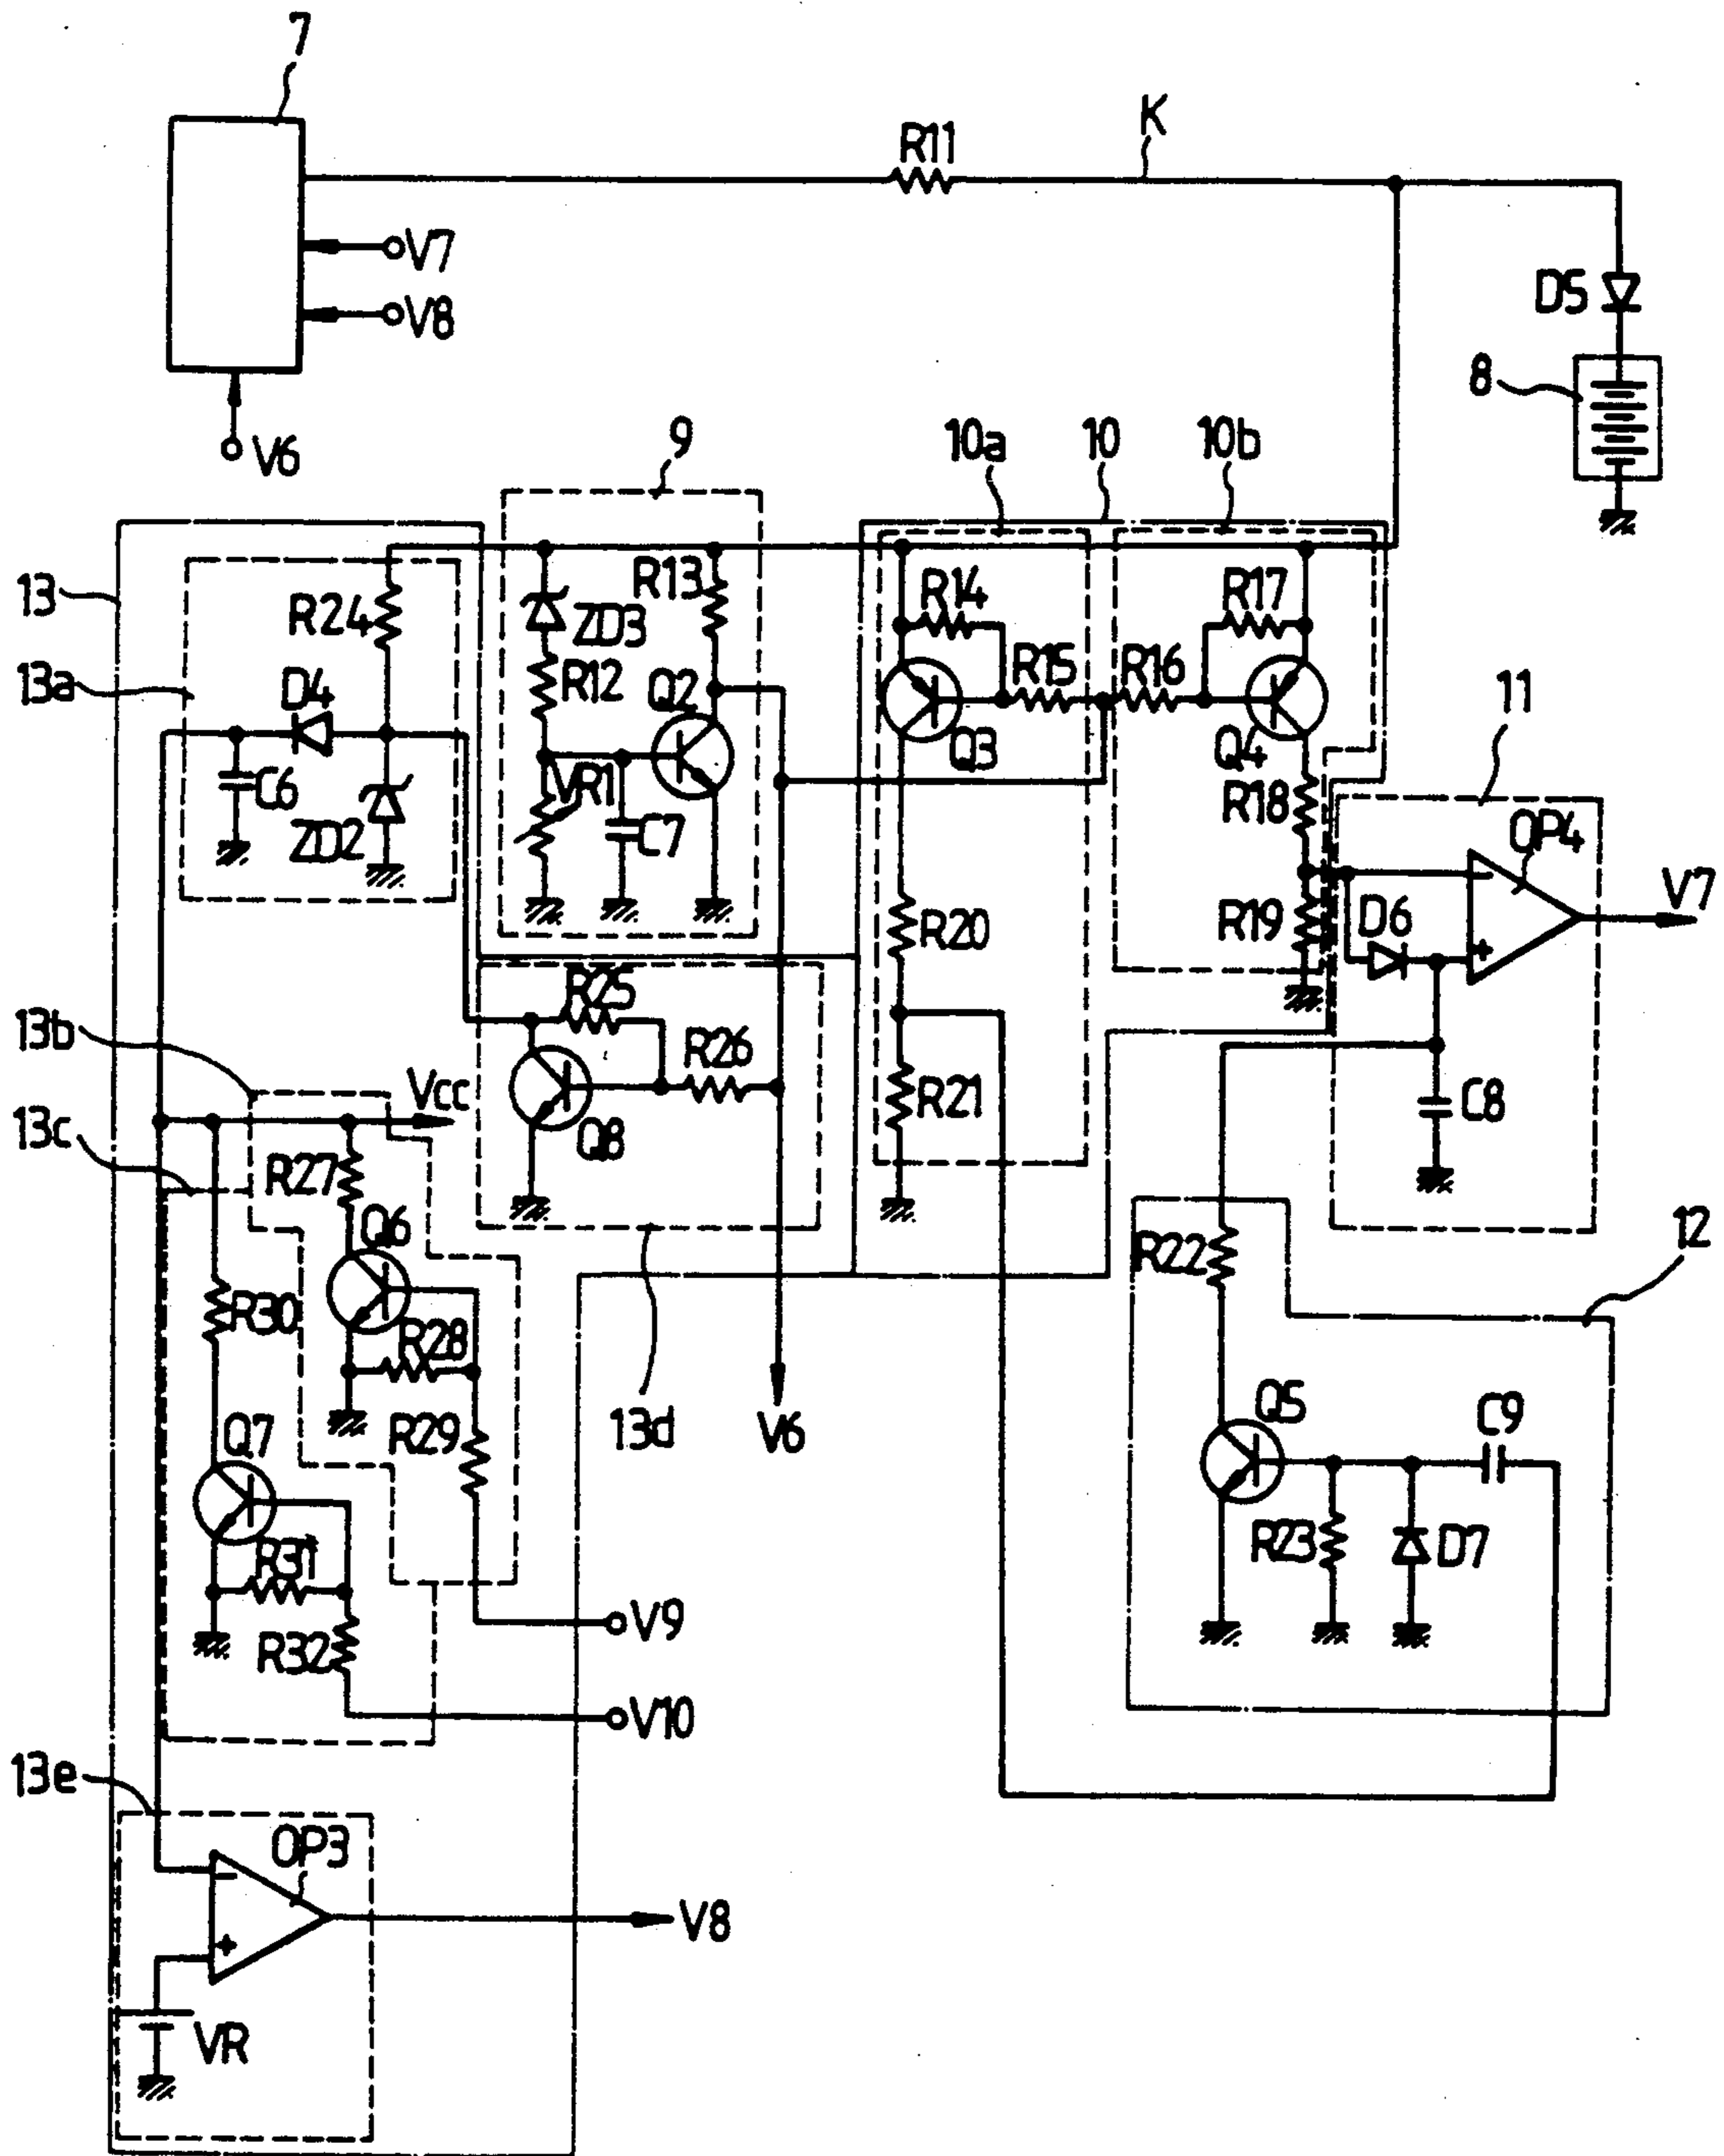 7
R11
K
V7
V8
D5
8
V6
9
10a
10
10b
13
R24
ZD3
R13
R14
R17
13a
D4
R12
Q2
R15
R16
11
Q3
Q4
C6
VR1
C7
R18
OP4
ZD2
V7
R20
R19
D6
-
+
13b
R25
R26
Vcc
13c
R21
C8
Q8
R27
Q6
R22
12
R30
R28
Q5
C9
Q7
R29
13d
V6
R31
R23
D7
R32
V9
V10
13e
OP3
-
+
V8
VR